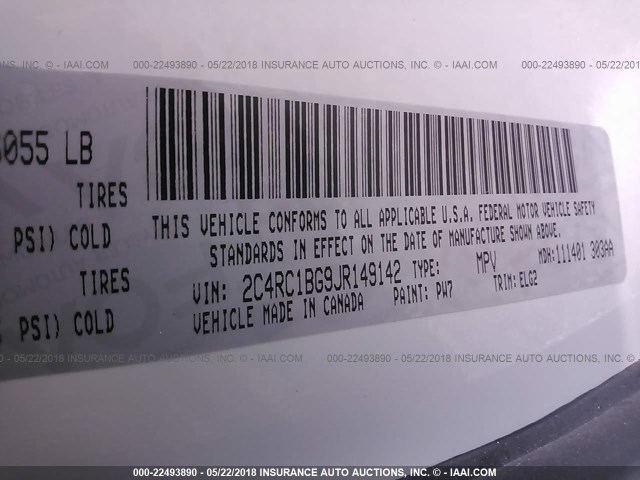 000-22493890 - 05/22/2018 INSURANCE AUTO AUCTIONS, INC. - IAAI.COM
055 LB
TIRES
PSI) COLD
PSI) COLD
THIS VEHICLE CONFORMS TO ALL APPLICABLE U.S.A. FEDERAL MOTOR VEHICLE SAFETY
STANDARDS IN EFFECT ON THE DATE OF MANUFACTURE SHOWN ABOVE.
VIN: 2C4RC1BG9JR149142 TYPE: MPV MDH:111401 303AA
VEHICLE MADE IN CANADA PAINT: PW7 TRIM:ELG2
000-22493890 - 05/22/2018 INSURANCE AUTO AUCTIONS, INC. - IAAI.COM
000-22493890 - 05/22/2018 INSURANCE AUTO AUCTIONS, INC. - IAAI.COM